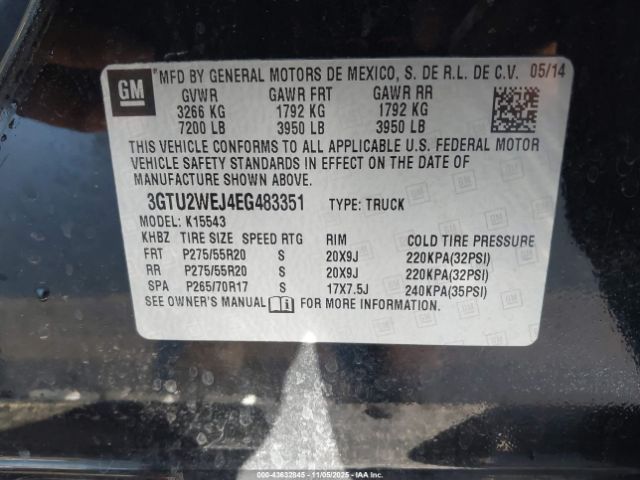 GM
*MFD BY GENERAL MOTORS DE MEXICO, S. DE R.L. DE C.V. 05/14
GVWR GAWR FRT GAWR RR
3266 KG 1792 KG 1792 KG
7200 LB 3950 LB 3950 LB
THIS VEHICLE CONFORMS TO ALL APPLICABLE U.S. FEDERAL MOTOR
VEHICLE SAFETY STANDARDS IN EFFECT ON THE DATE OF
MANUFACTURE SHOWN ABOVE.
3GTU2WEJ4EG483351 TYPE: TRUCK
MODEL: K15543
KHBZ TIRE SIZE SPEED RTG RIM COLD TIRE PRESSURE
FRT P275/55R20 S 20X9J 220KPA(32PSI)
RR P275/55R20 S 20X9J 220KPA(32PSI)
SPA P265/70R17 S 17X7.5J 240KPA(35PSI)
SEE OWNER'S MANUAL FOR MORE INFORMATION.
000-43632845 - 11/05/2025 - IAAI.COM